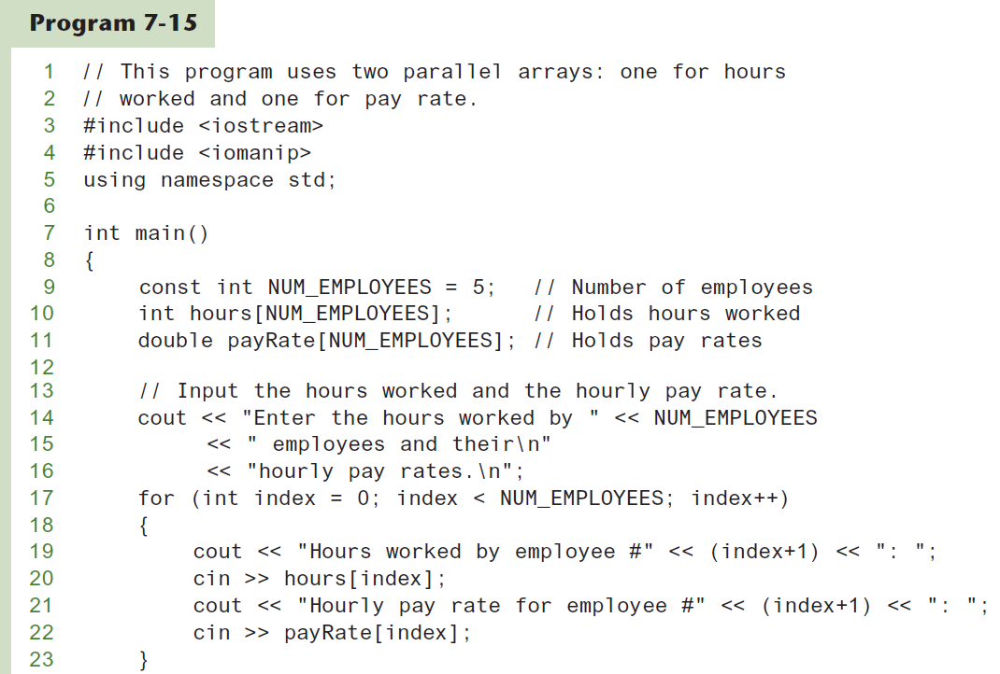 Program 7-15
1 // This program uses two parallel arrays: one for hours
2 // worked and one for pay rate.
3 #include <iostream>
4 #include <iomanip>
5 using namespace std;
6
7 int main()
8 {
9 const int NUM_EMPLOYEES = 5; // Number of employees
10 int hours[NUM_EMPLOYEES]; // Holds hours worked
11 double payRate[NUM_EMPLOYEES]; // Holds pay rates
12
13 // Input the hours worked and the hourly pay rate.
14 cout << "Enter the hours worked by " << NUM_EMPLOYEES
15 << " employees and their\n"
16 << "hourly pay rates.\n";
17 for (int index = 0; index < NUM_EMPLOYEES; index++)
18 {
19 cout << "Hours worked by employee #" << (index+1) << ": ";
20 cin >> hours[index];
21 cout << "Hourly pay rate for employee #" << (index+1) << ": ";
22 cin >> payRate[index];
23 }